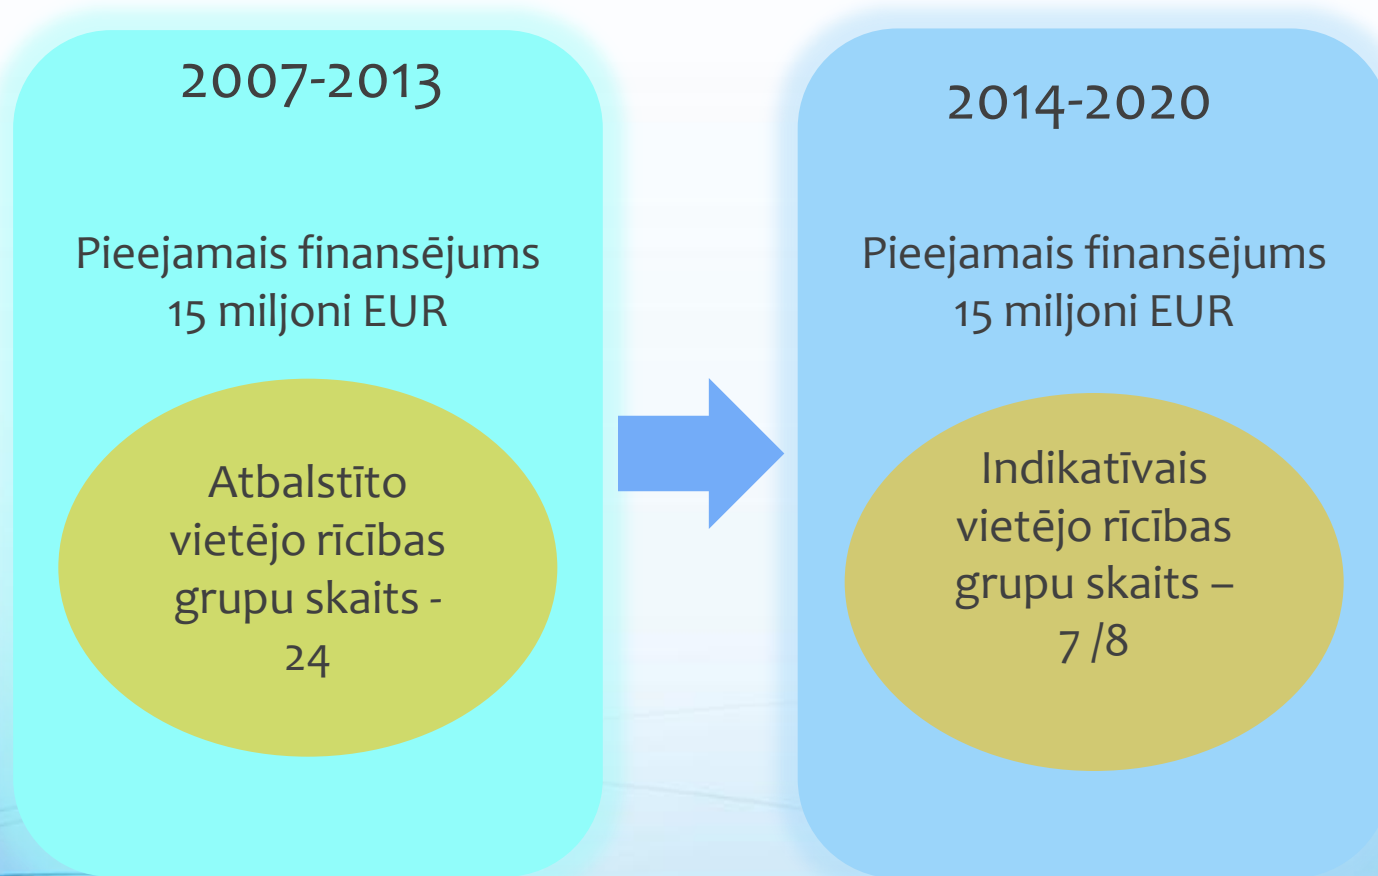 2007-2013
Pieejamais finansējums
15 miljoni EUR
Atbalstīto
vietējo rīcības
grupu skaits -
24
2014-2020
Pieejamais finansējums
15 miljoni EUR
Indikatīvais
vietējo rīcības
grupu skaits –
7 /8